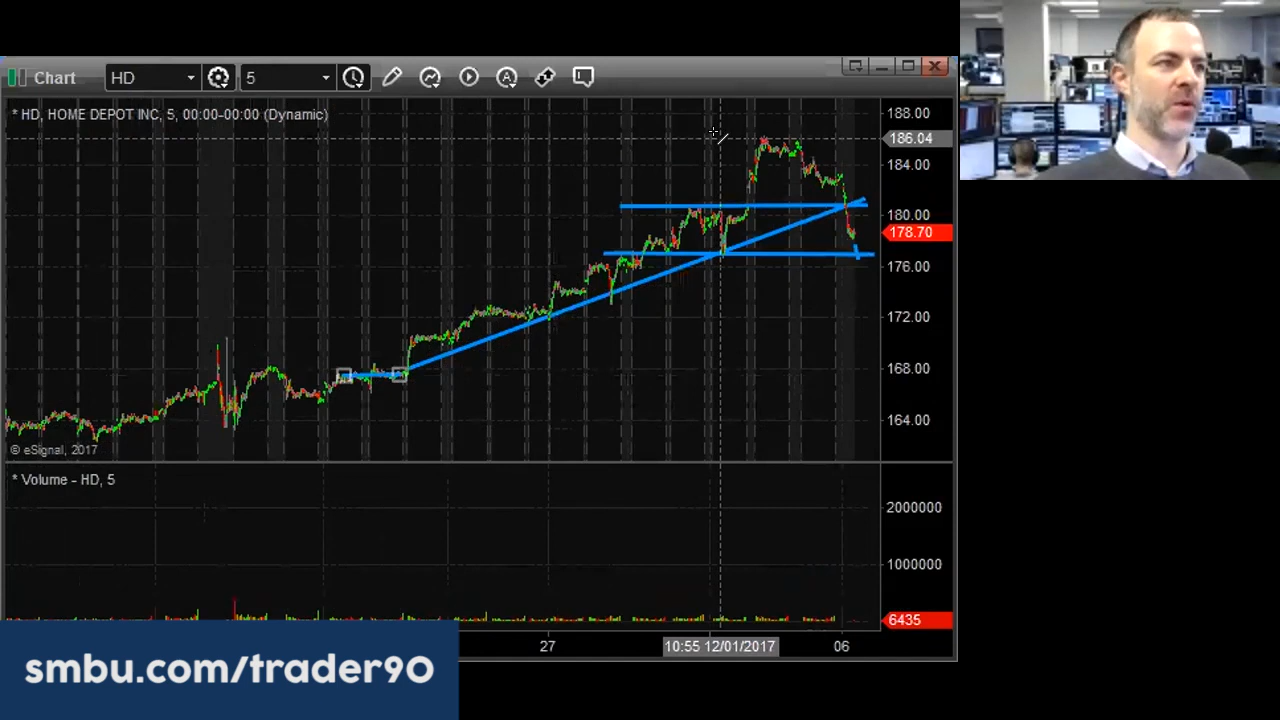 Chart
HD
5
* HD, HOME DEPOT INC, 5, 00:00-00:00 (Dynamic)
188.00
186.04
184.00
180.00
178.70
176.00
172.00
168.00
164.00
© eSignal, 2017
* Volume - HD, 5
2000000
1000000
6435
27
10:55 12/01/2017
06
smbu.com/trader90